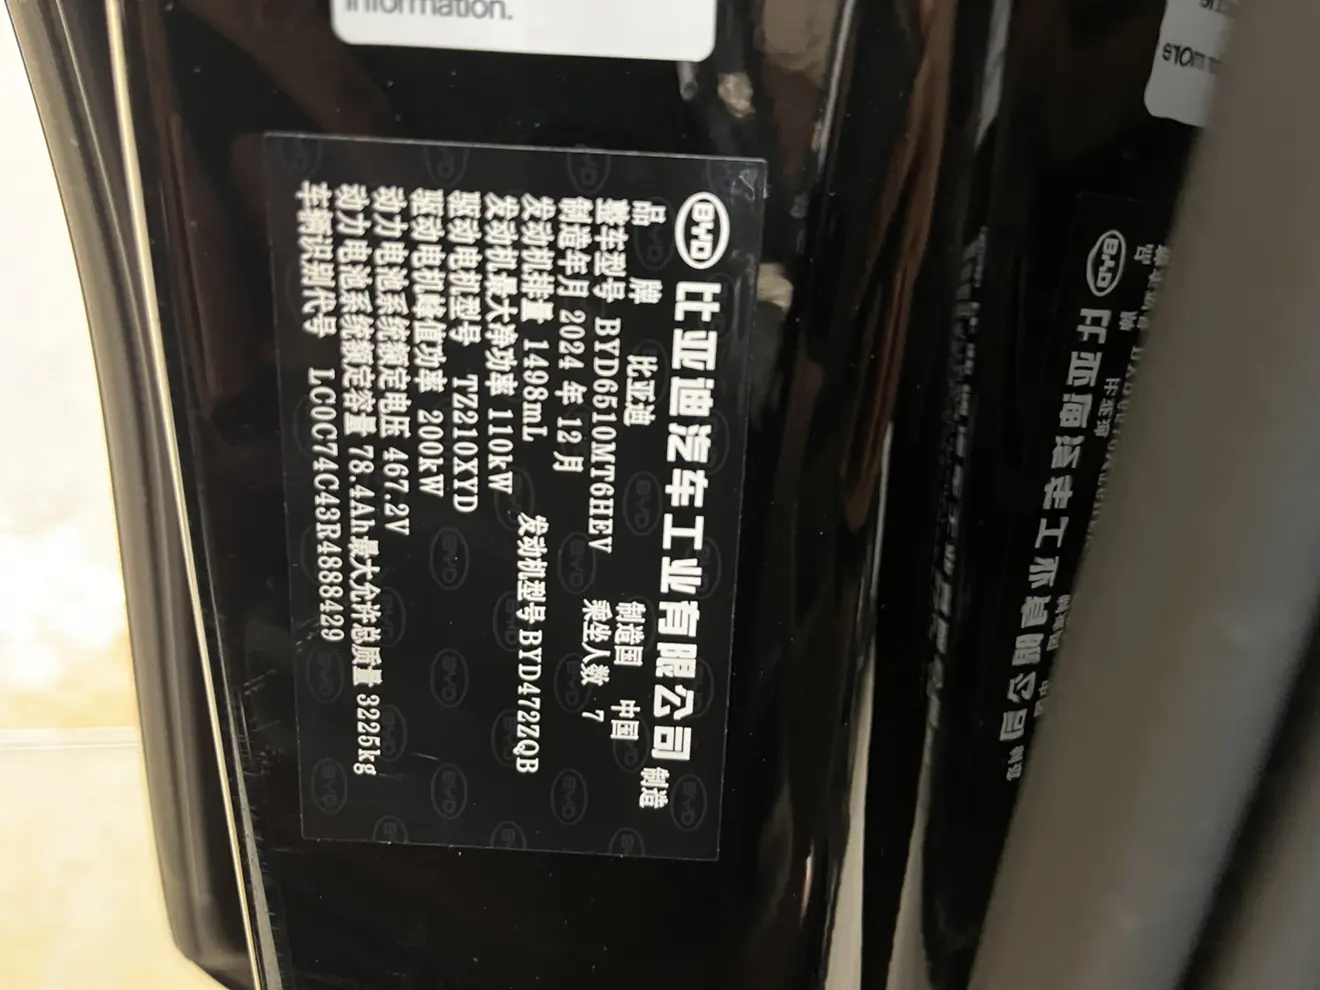 information.
BYD 比亚迪汽车工业有限公司 制造
品牌 比亚迪 制造国 中国
整车型号 BYD6510MT6HEV 乘坐人数 7
制造年月 2024 年 12 月
发动机排量 1498mL 发动机型号 BYD472ZQB
发动机最大净功率 110kW
驱动电机型号 TZ210XYD
驱动电机峰值功率 200kW
动力电池系统额定电压 467.2V
动力电池系统额定容量 78.4Ah 最大允许总质量 3225kg
车辆识别代号 LC0C74C43R4888429